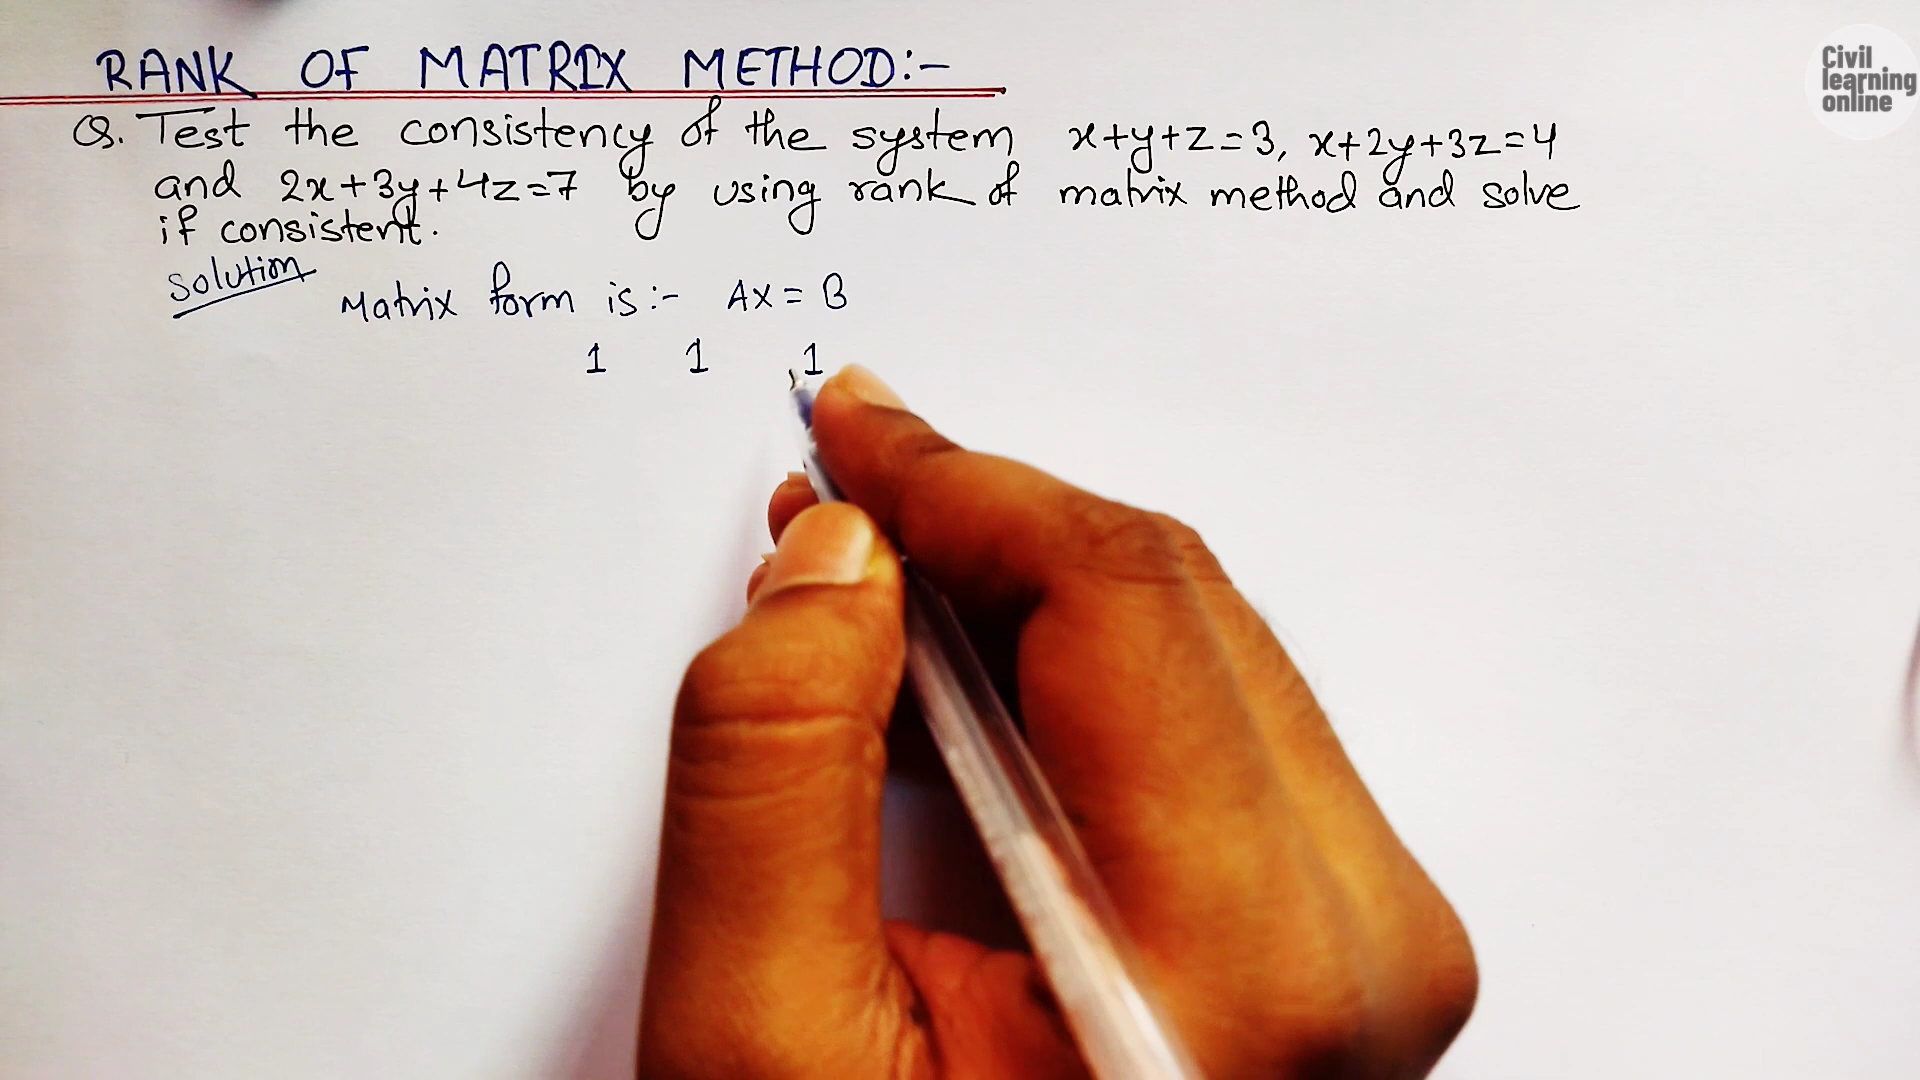 RANK OF MATRIX METHOD:-
Q. Test the consistency of the system x+y+z=3, x+2y+3z=4
and 2x+3y+4z=7 by using rank of matrix method and solve
if consistent.
Solution
Matrix form is:- AX = B
1 1 1
Civil
learning
online